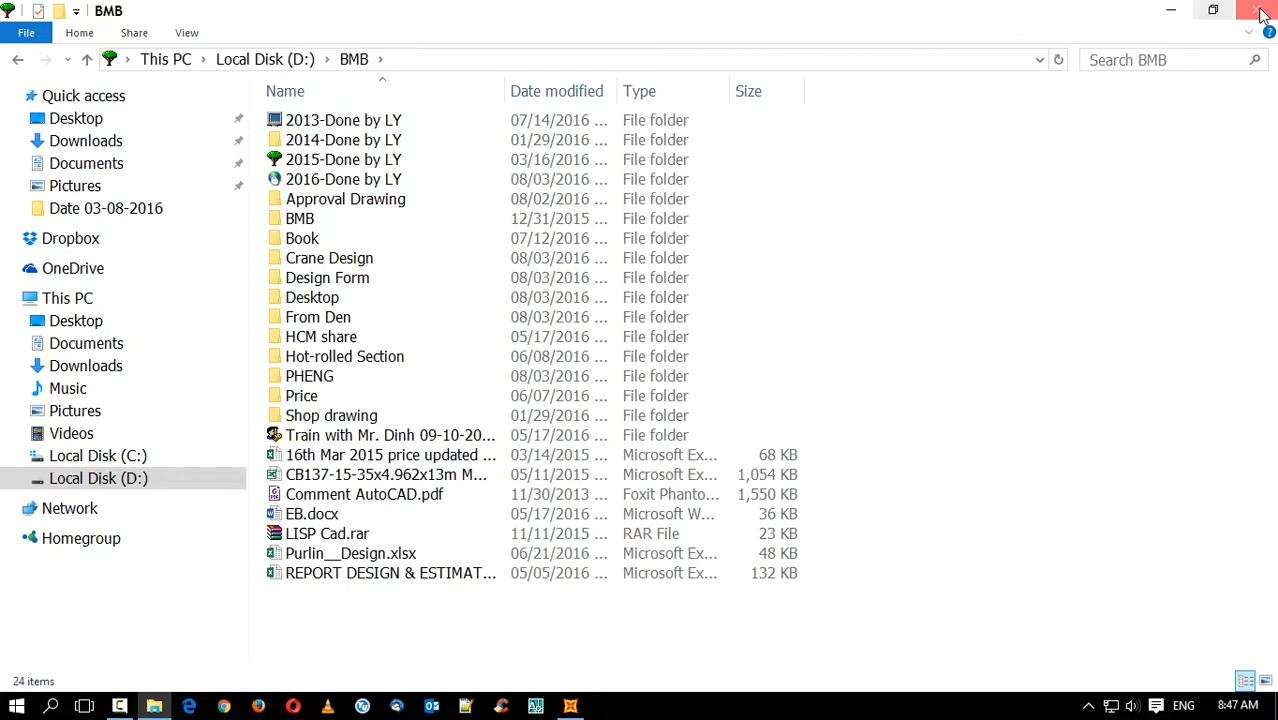 BMB
File Home Share View
This PC Local Disk (D:) BMB Search BMB
Name Date modified Type Size
Quick access
Desktop
Downloads
Documents
Pictures
Date 03-08-2016
Dropbox
OneDrive
This PC
Desktop
Documents
Downloads
Music
Pictures
Videos
Local Disk (C:)
Local Disk (D:)
Network
Homegroup
2013-Done by LY 07/14/2016 ... File folder
2014-Done by LY 01/29/2016 ... File folder
2015-Done by LY 03/16/2016 ... File folder
2016-Done by LY 08/03/2016 ... File folder
Approval Drawing 08/02/2016 ... File folder
BMB 12/31/2015 ... File folder
Book 07/12/2016 ... File folder
Crane Design 08/03/2016 ... File folder
Design Form 08/03/2016 ... File folder
Desktop 08/03/2016 ... File folder
From Den 08/03/2016 ... File folder
HCM share 05/17/2016 ... File folder
Hot-rolled Section 06/08/2016 ... File folder
PHENG 08/03/2016 ... File folder
Price 06/07/2016 ... File folder
Shop drawing 01/29/2016 ... File folder
Train with Mr. Dinh 09-10-20... 05/17/2016 ... File folder
16th Mar 2015 price updated ... 03/14/2015 ... Microsoft Ex... 68 KB
CB137-15-35x4.962x13m M... 05/11/2015 ... Microsoft Ex... 1,054 KB
Comment AutoCAD.pdf 11/30/2013 ... Foxit Phanto... 1,550 KB
EB.docx 05/17/2016 ... Microsoft W... 36 KB
LISP Cad.rar 11/11/2015 ... RAR File 23 KB
Purlin__Design.xlsx 06/21/2016 ... Microsoft Ex... 48 KB
REPORT DESIGN & ESTIMAT... 05/05/2016 ... Microsoft Ex... 132 KB
24 items
ENG 8:47 AM